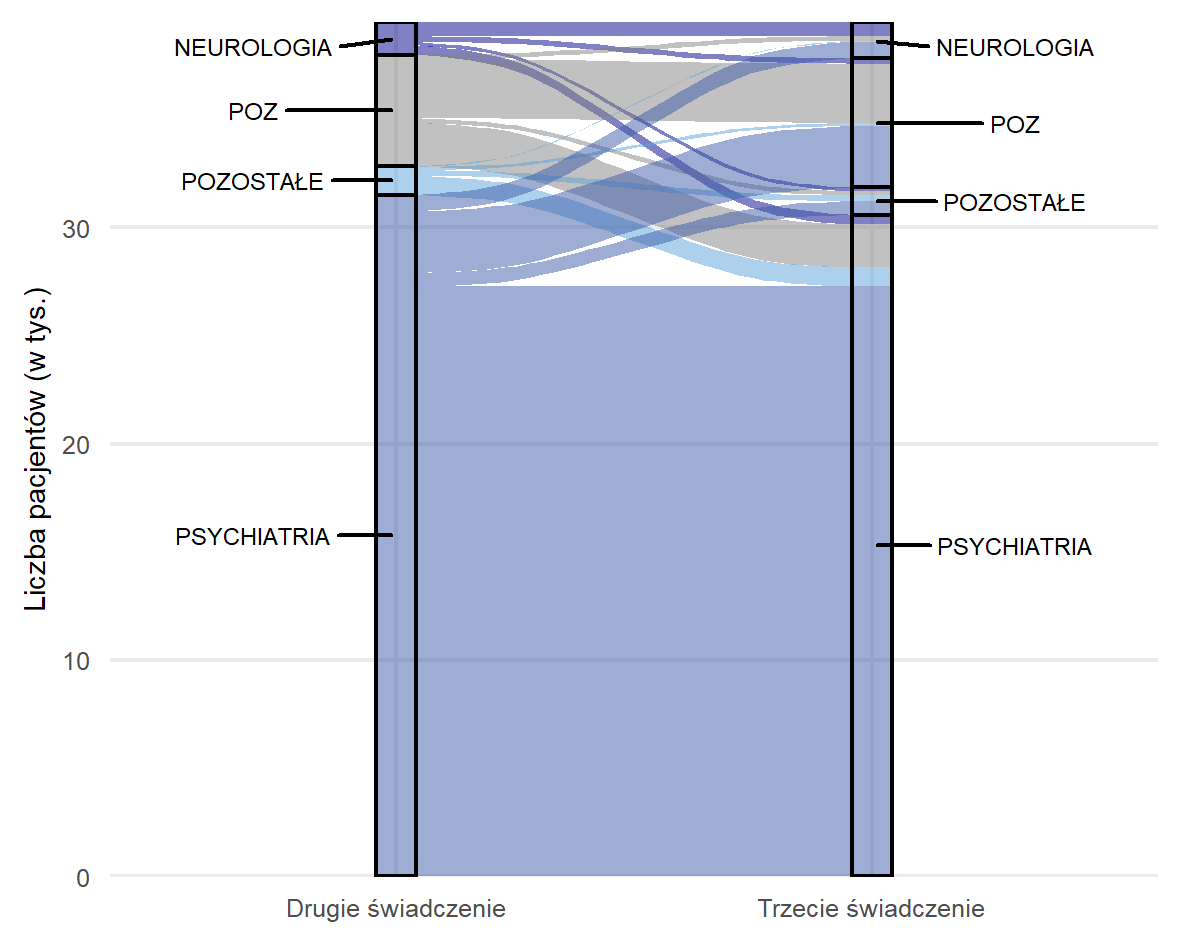 NEUROLOGIA
NEUROLOGIA
POZ
POZ
POZOSTAŁE
POZOSTAŁE
30
Liczba pacjentów (w tys.)
20
PSYCHIATRIA
PSYCHIATRIA
10
0
Drugie świadczenie
Trzecie świadczenie